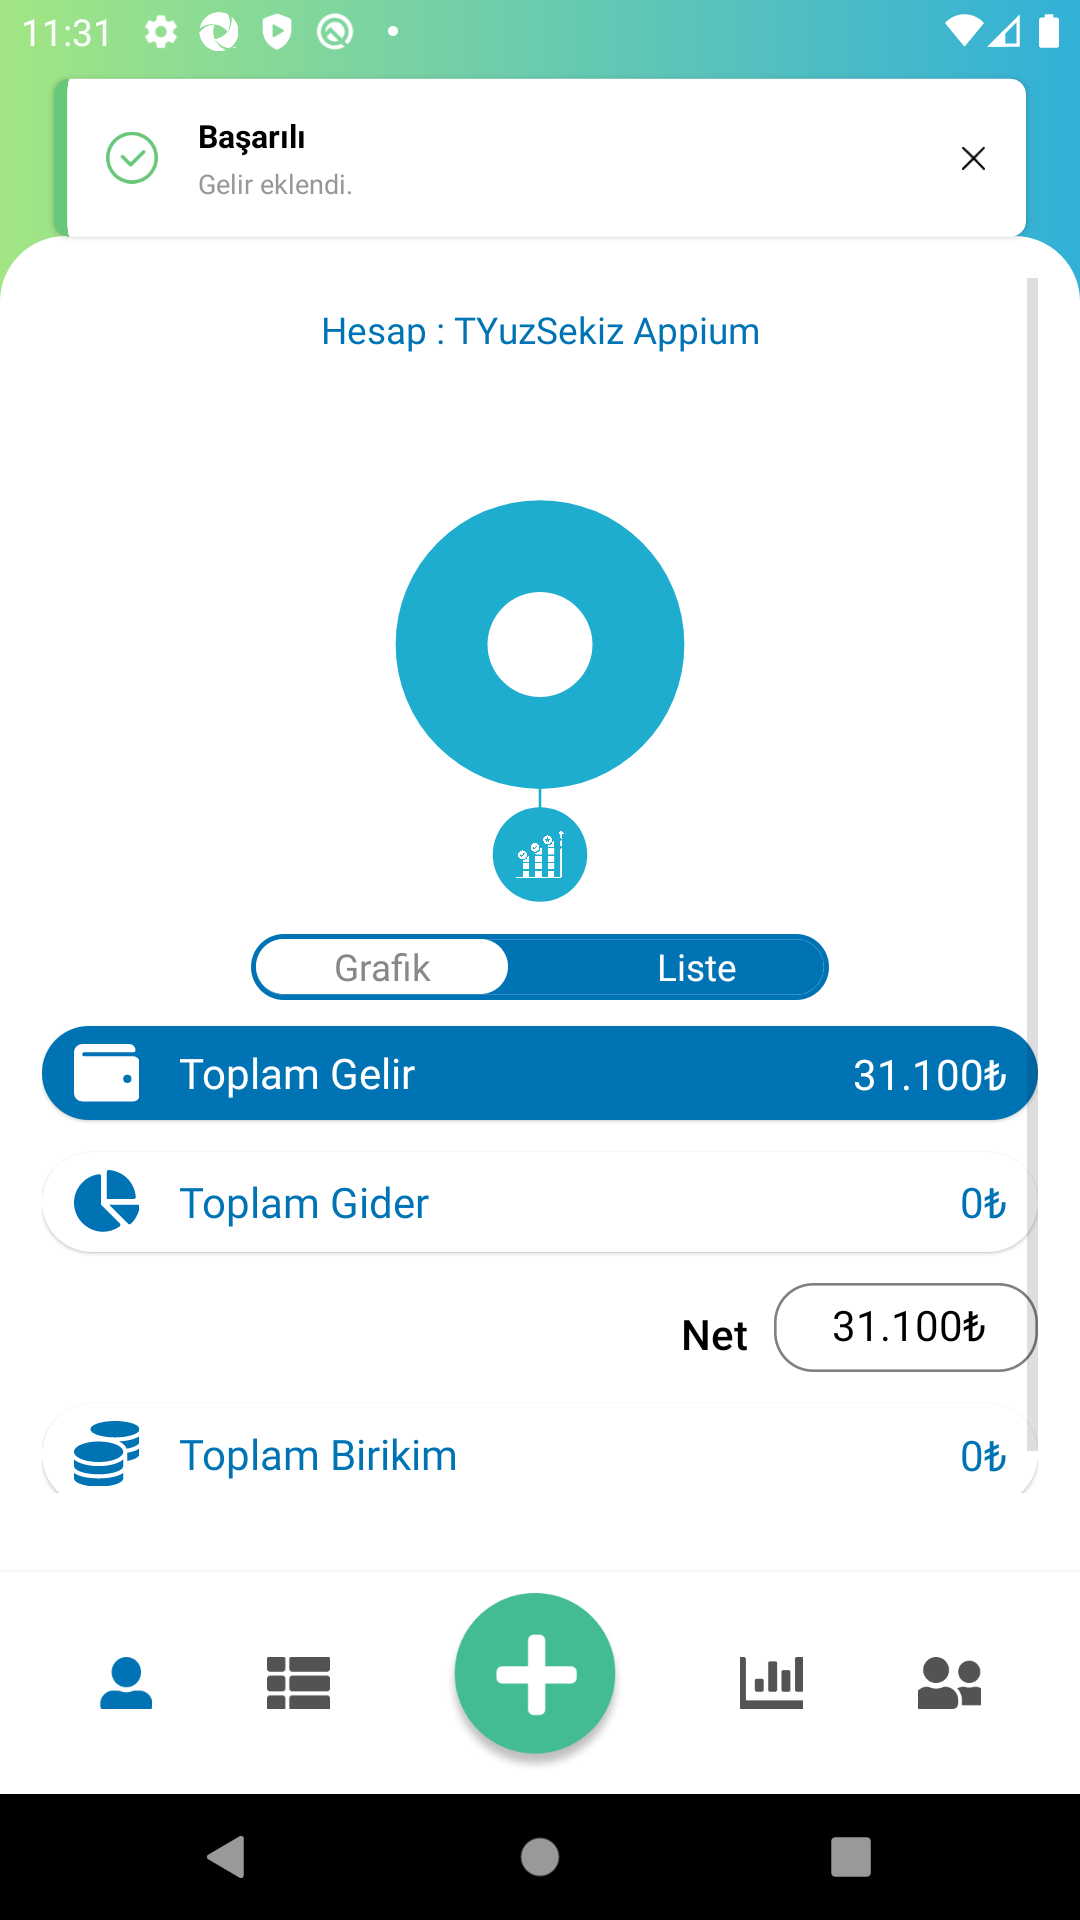 11:31
Başarılı
Gelir eklendi.
Hesap : TYuzSekiz Appium
Grafik
Liste
Toplam Gelir 31.100₺
Toplam Gider 0₺
Net 31.100₺
Toplam Birikim 0₺